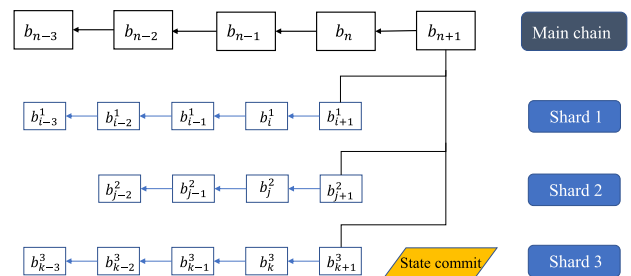 b_{n-3} b_{n-2} b_{n-1} b_n b_{n+1} Main chain
b^1_{i-3} b^1_{i-2} b^1_{i-1} b^1_i b^1_{i+1} Shard 1
b^2_{j-2} b^2_{j-1} b^2_j b^2_{j+1} Shard 2
b^3_{k-3} b^3_{k-2} b^3_{k-1} b^3_k b^3_{k+1} State commit Shard 3